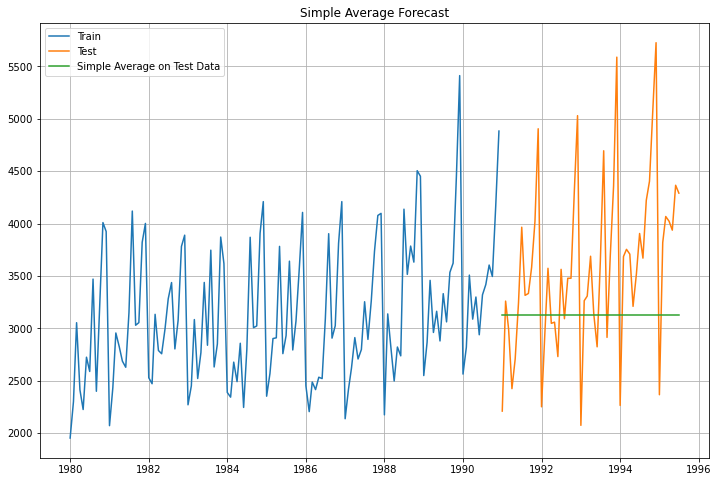 Simple Average Forecast
Train
Test
Simple Average on Test Data
5500
5000
4500
4000
3500
3000
2500
2000
1980 1982 1984 1986 1988 1990 1992 1994 1996